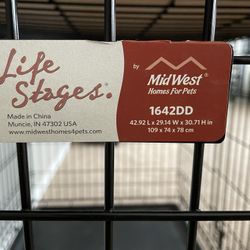 Life
Stages®
by
MidWest®
Homes For Pets
1642DD
42.92 L x 29.14 W x 30.71 H in
109 x 74 x 78 cm
Made in China
Muncie, IN 47302 USA
www.midwesthomes4pets.com